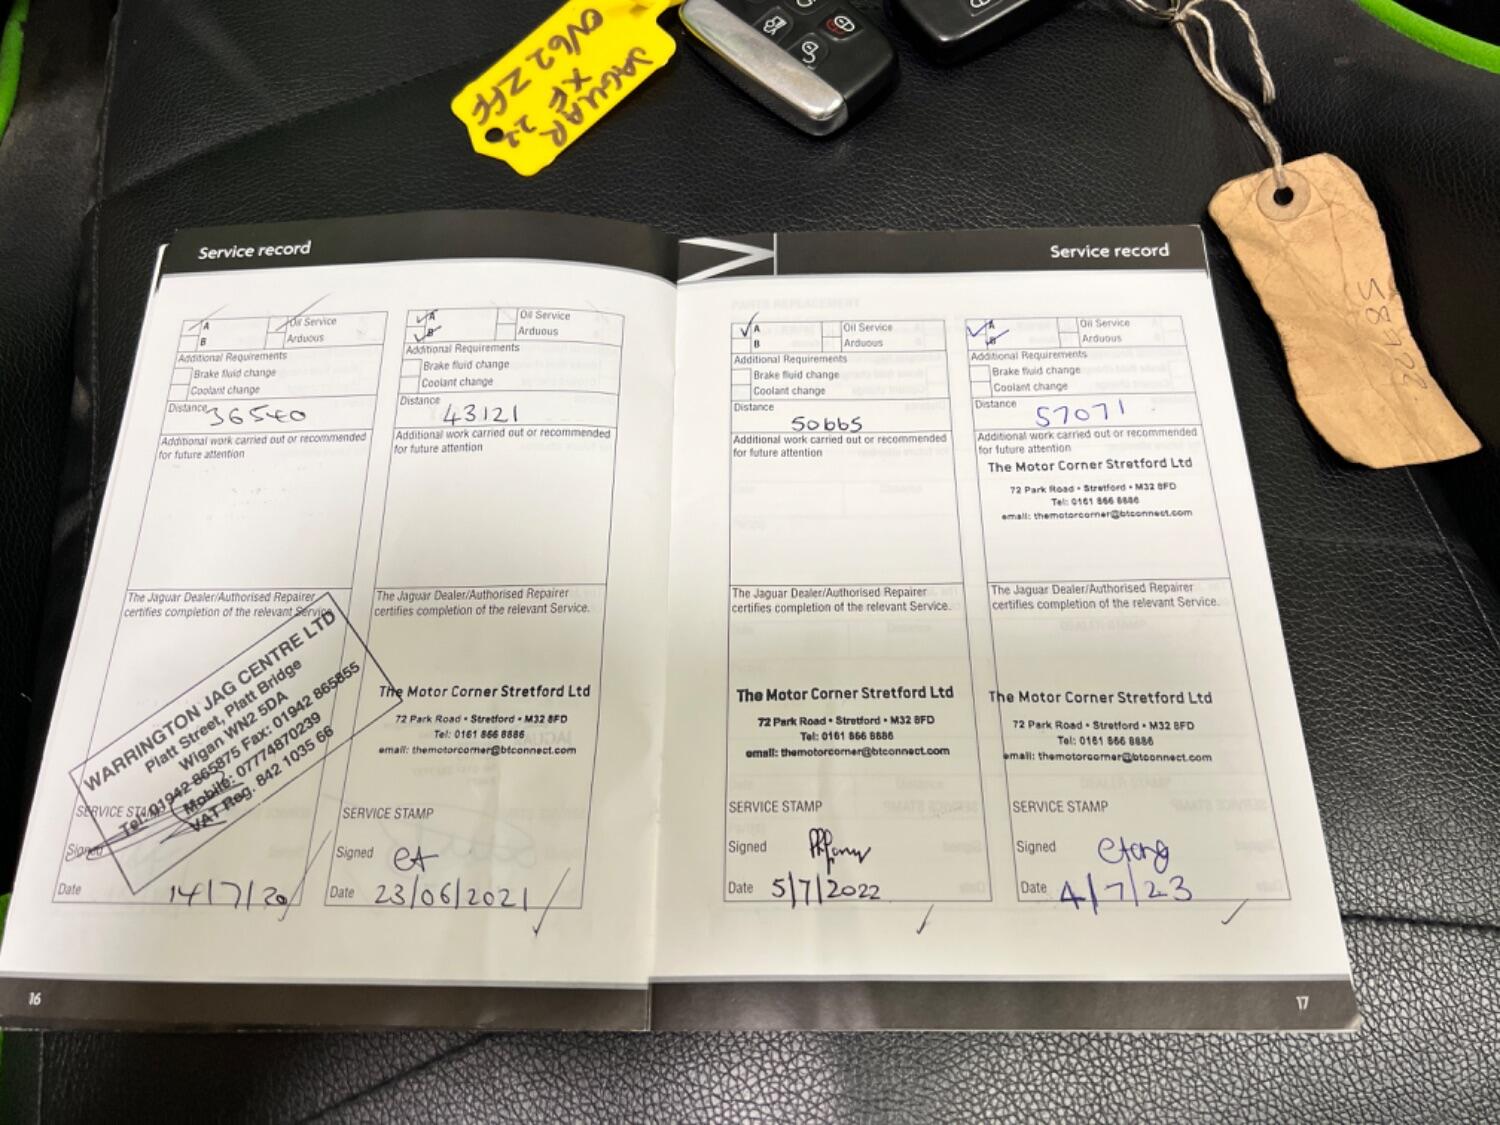 JAGUAR 2.2
XF
OV62 ZFF
58723
Service record
A
Oil Service
B
Arduous
Additional Requirements
Brake fluid change
Coolant change
Distance 36540
Additional work carried out or recommended
for future attention
The Jaguar Dealer/Authorised Repairer
certifies completion of the relevant Service.
WARRINGTON JAG CENTRE LTD
Platt Street, Platt Bridge
Wigan WN2 5DA
Tel: 01942 865875 Fax: 01942 865855
Mobile: 07774870239
VAT Reg. 842 1035 66
SERVICE STAMP
Signed
Date 14/7/20
A
Oil Service
B
Arduous
Additional Requirements
Brake fluid change
Coolant change
Distance 43121
Additional work carried out or recommended
for future attention
The Jaguar Dealer/Authorised Repairer
certifies completion of the relevant Service.
The Motor Corner Stretford Ltd
72 Park Road • Stretford • M32 8FD
Tel: 0161 866 8886
email: themotorcorner@btconnect.com
SERVICE STAMP
Signed
Date 23/06/2021
16
Service record
A
Oil Service
B
Arduous
Additional Requirements
Brake fluid change
Coolant change
Distance
50665
Additional work carried out or recommended
for future attention
The Jaguar Dealer/Authorised Repairer
certifies completion of the relevant Service.
The Motor Corner Stretford Ltd
72 Park Road • Stretford • M32 8FD
Tel: 0161 866 8886
email: themotorcorner@btconnect.com
SERVICE STAMP
Signed
Date 5/7/2022
A
Oil Service
B
Arduous
Additional Requirements
Brake fluid change
Coolant change
Distance 57071
Additional work carried out or recommended
for future attention
The Motor Corner Stretford Ltd
72 Park Road • Stretford • M32 8FD
Tel: 0161 866 8886
email: themotorcorner@btconnect.com
The Jaguar Dealer/Authorised Repairer
certifies completion of the relevant Service.
The Motor Corner Stretford Ltd
72 Park Road • Stretford • M32 8FD
Tel: 0161 866 8886
email: themotorcorner@btconnect.com
SERVICE STAMP
Signed
Date 4/7/23
17